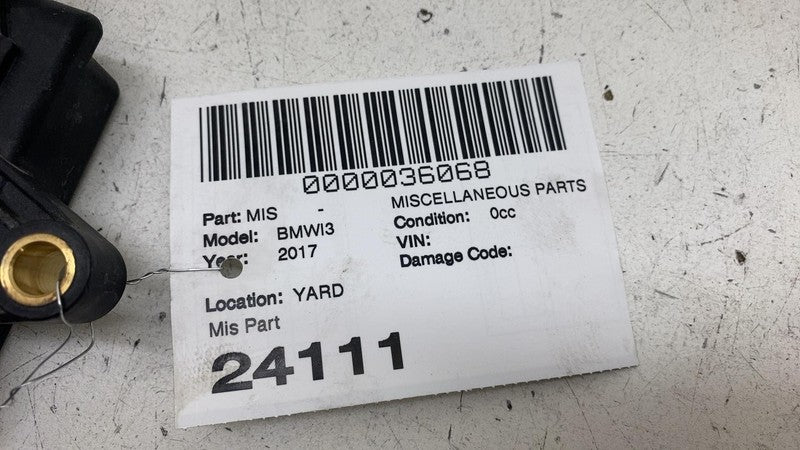 0000036068
Part: MIS - MISCELLANEOUS PARTS
Model: BMWI3 Condition: 0cc
Year: 2017 VIN:
Damage Code:
Location: YARD
Mis Part
24111